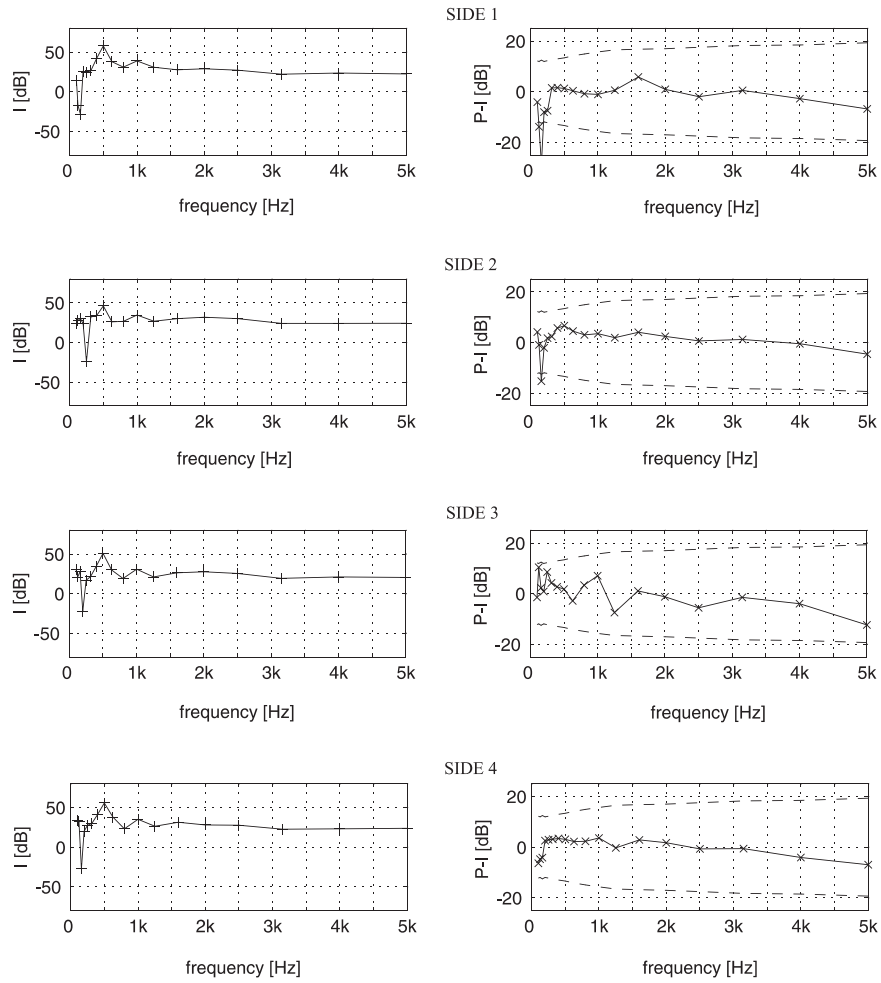 SIDE 1
I [dB]
50
0
-50
0 1k 2k 3k 4k 5k
frequency [Hz]
P-I [dB]
20
0
-20
0 1k 2k 3k 4k 5k
frequency [Hz]
SIDE 2
I [dB]
50
0
-50
0 1k 2k 3k 4k 5k
frequency [Hz]
P-I [dB]
20
0
-20
0 1k 2k 3k 4k 5k
frequency [Hz]
SIDE 3
I [dB]
50
0
-50
0 1k 2k 3k 4k 5k
frequency [Hz]
P-I [dB]
20
0
-20
0 1k 2k 3k 4k 5k
frequency [Hz]
SIDE 4
I [dB]
50
0
-50
0 1k 2k 3k 4k 5k
frequency [Hz]
P-I [dB]
20
0
-20
0 1k 2k 3k 4k 5k
frequency [Hz]